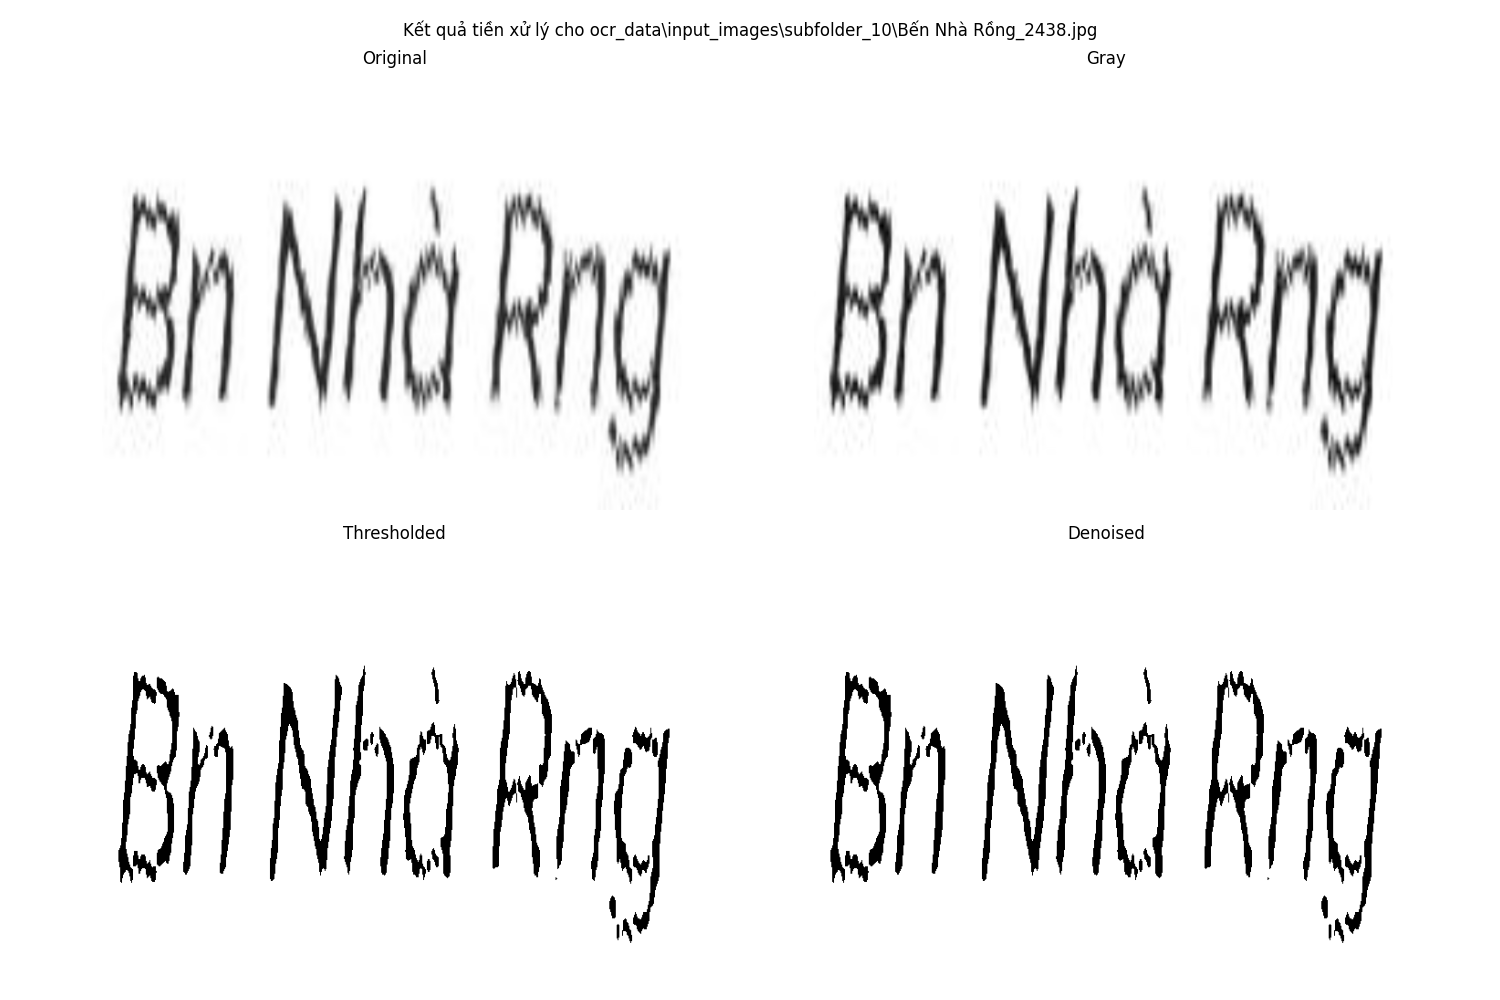 Kết quả tiền xử lý cho ocr_data\input_images\subfolder_10\Bến Nhà Rồng_2438.jpg
Original
Gray
Bn Nhà Rng
Bn Nhà Rng
Thresholded
Denoised
Bn Nhà Rng
Bn Nhà Rng